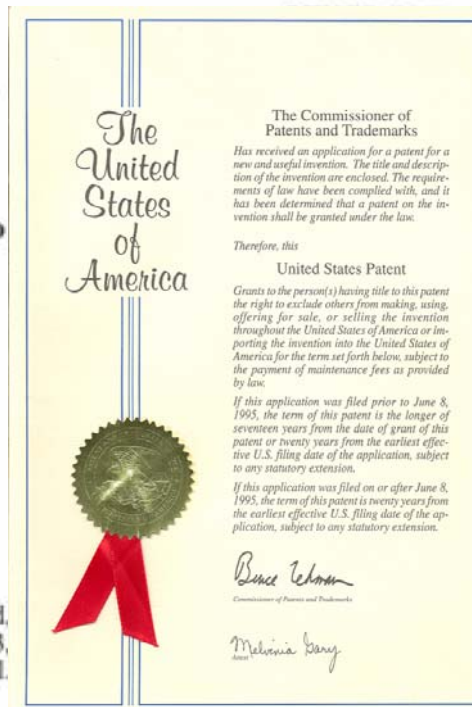 The
United
States
of
America
The Commissioner of
Patents and Trademarks
Has received an application for a patent for a
new and useful invention. The title and descrip-
tion of the invention are enclosed. The require-
ments of law have been complied with, and it
has been determined that a patent on the in-
vention shall be granted under the law.
Therefore, this
United States Patent
Grants to the person(s) having title to this patent
the right to exclude others from making, using,
offering for sale, or selling the invention
throughout the United States of America or im-
porting the invention into the United States of
America for the term set forth below, subject to
the payment of maintenance fees as provided
by law.
If this application was filed prior to June 8,
1995, the term of this patent is the longer of
seventeen years from the date of grant of this
patent or twenty years from the earliest effec-
tive U.S. filing date of the application, subject
to any statutory extension.
If this application was filed on or after June 8,
1995, the term of this patent is twenty years from
the earliest effective U.S. filing date of the ap-
plication, subject to any statutory extension.
Bruce Lehman
Commissioner of Patents and Trademarks
Melvinia Gary
Attest